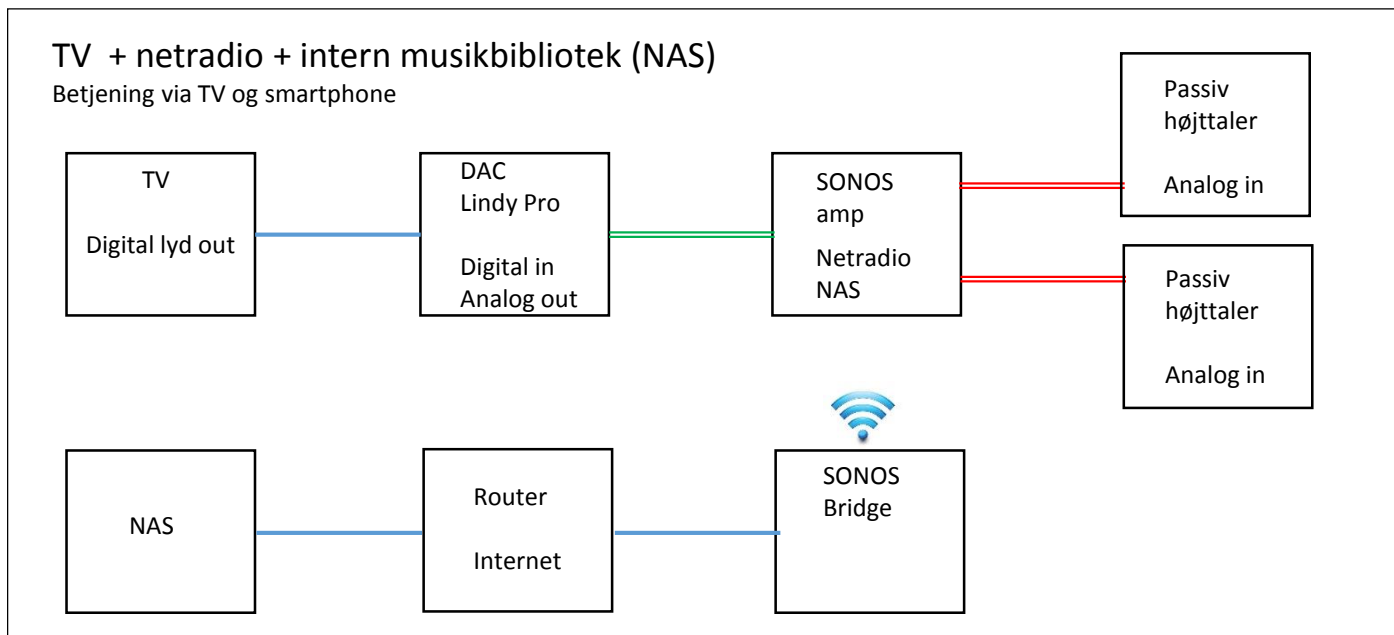 TV + netradio + intern musikbibliotek (NAS)
Betjening via TV og smartphone
TV
Digital lyd out
DAC
Lindy Pro
Digital in
Analog out
SONOS
amp
Netradio
NAS
Passiv
højttaler
Analog in
Passiv
højttaler
Analog in
NAS
Router
Internet
SONOS
Bridge